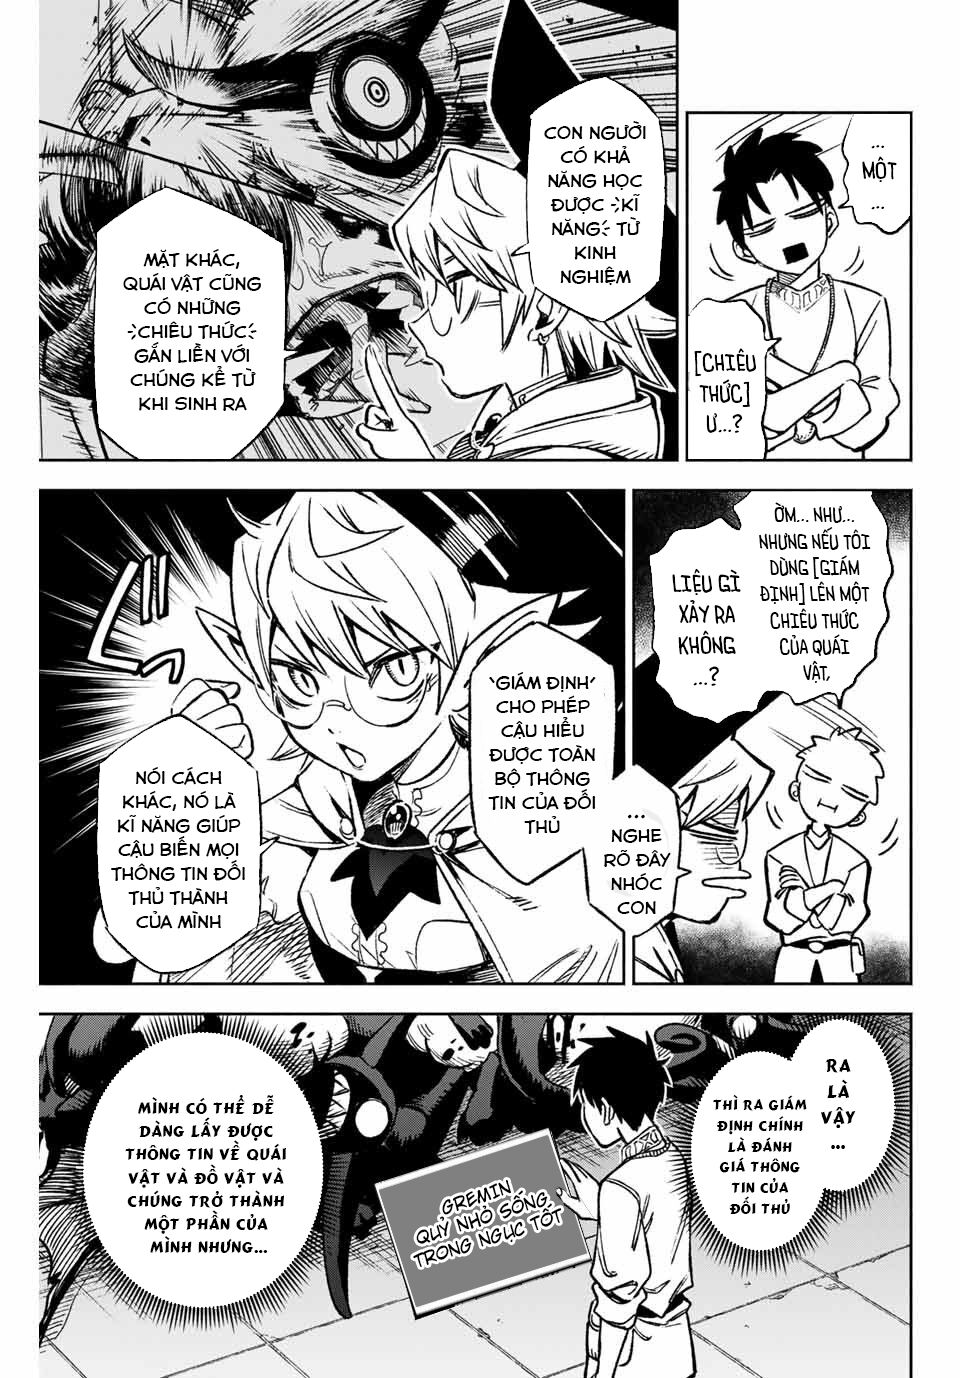 ...
MỘT
...
[CHIÊU
THỨC]
Ư...?
CON NGƯỜI
CÓ KHẢ
NĂNG HỌC
ĐƯỢC KĨ
NĂNG TỪ
KINH
NGHIỆM
MẶT KHÁC,
QUÁI VẬT CŨNG
CÓ NHỮNG
CHIÊU THỨC
GẮN LIỀN VỚI
CHÚNG KỂ TỪ
KHI SINH RA
ỜM... NHƯ...
NHƯNG NẾU TÔI
DÙNG [GIÁM
ĐỊNH] LÊN MỘT
CHIÊU THỨC
CỦA QUÁI
VẬT,
LIỆU GÌ
XẢY RA
KHÔNG
...?
...
NGHE
RÕ ĐÂY
NHÓC
CON
'GIÁM ĐỊNH'
CHO PHÉP
CẬU HIỂU
ĐƯỢC TOÀN
BỘ THÔNG
TIN CỦA ĐỐI
THỦ
NÓI CÁCH
KHÁC, NÓ LÀ
KĨ NĂNG GIÚP
CẬU BIẾN MỌI
THÔNG TIN ĐỐI
THỦ THÀNH
CỦA MÌNH
ゴゴ
RA
LÀ
VẬY
...
THÌ RA GIÁM
ĐỊNH CHÍNH
LÀ ĐÁNH
GIÁ THÔNG
TIN CỦA
ĐỐI THỦ
GREMIN
QUỶ NHỎ SỐNG
TRONG NGỤC TỐT
MÌNH CÓ THỂ DỄ
DÀNG LẤY ĐƯỢC
THÔNG TIN VỀ QUÁI
VẬT VÀ ĐỒ VẬT VÀ
CHÚNG TRỞ THÀNH
MỘT PHẦN CỦA
MÌNH NHƯNG...